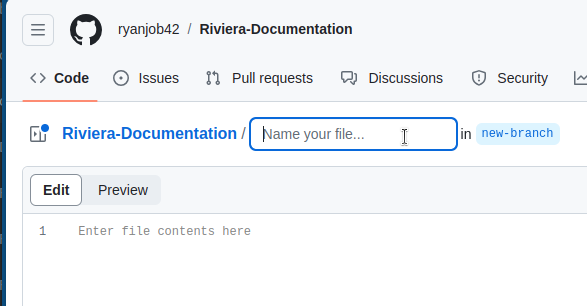 ryanjob42 / Riviera-Documentation
Code Issues Pull requests Discussions Security
Riviera-Documentation / Name your file... in new-branch
Edit Preview
1 Enter file contents here